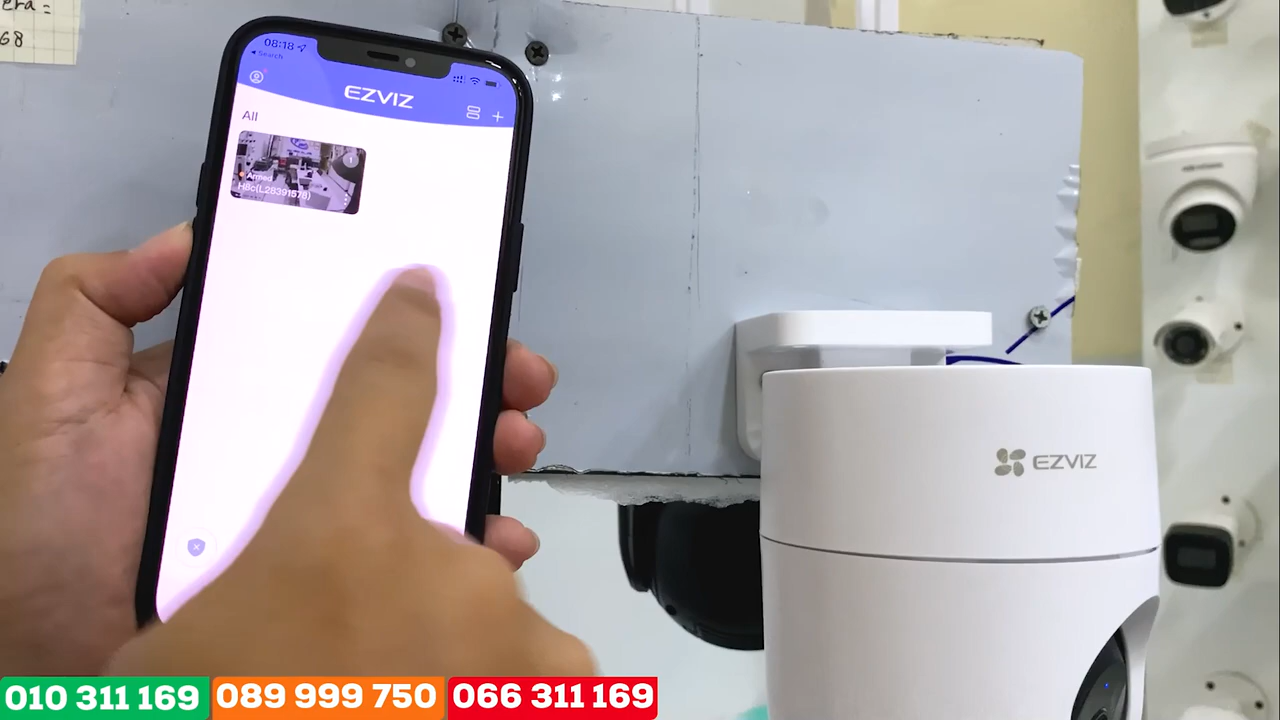 era =
68
08:18
Search
EZVIZ
All
Armed
H8c(L28391578)
EZVIZ
HIKVISION
010 311 169
089 999 750
066 311 169